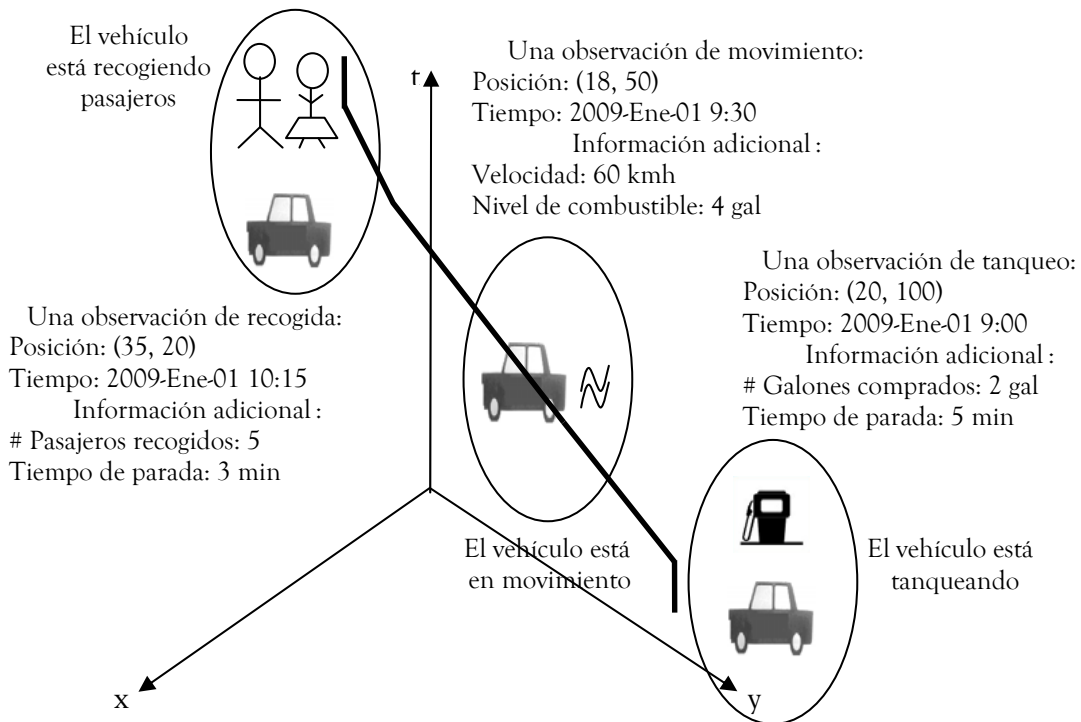 El vehículo
está recogiendo
pasajeros
t
Una observación de movimiento:
Posición: (18, 50)
Tiempo: 2009-Ene-01 9:30
Información adicional :
Velocidad: 60 kmh
Nivel de combustible: 4 gal
Una observación de tanqueo:
Posición: (20, 100)
Tiempo: 2009-Ene-01 9:00
Información adicional :
# Galones comprados: 2 gal
Tiempo de parada: 5 min
Una observación de recogida:
Posición: (35, 20)
Tiempo: 2009-Ene-01 10:15
Información adicional :
# Pasajeros recogidos: 5
Tiempo de parada: 3 min
El vehículo está
en movimiento
El vehículo está
tanqueando
x
y